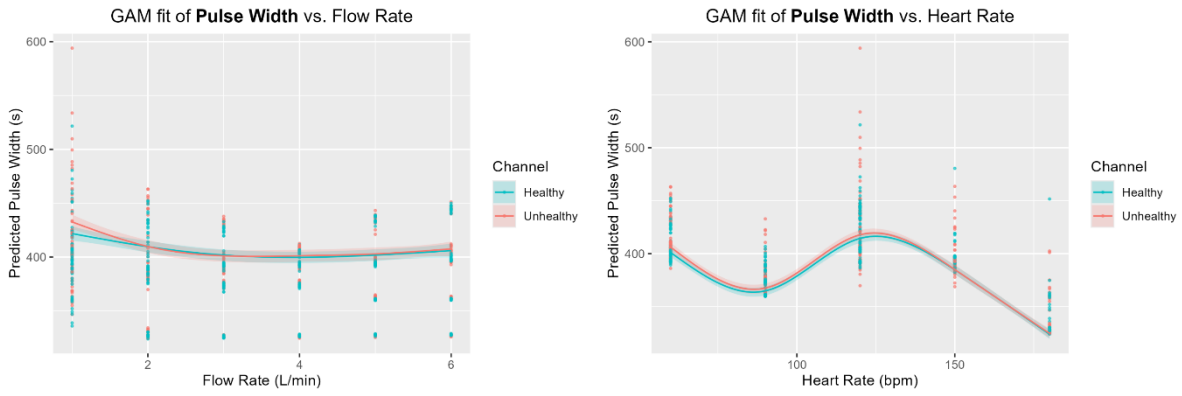 GAM fit of Pulse Width vs. Flow Rate
600
500
400
Predicted Pulse Width (s)
2
4
6
Flow Rate (L/min)
Channel
Healthy
Unhealthy
GAM fit of Pulse Width vs. Heart Rate
600
500
400
Predicted Pulse Width (s)
100
150
Heart Rate (bpm)
Channel
Healthy
Unhealthy